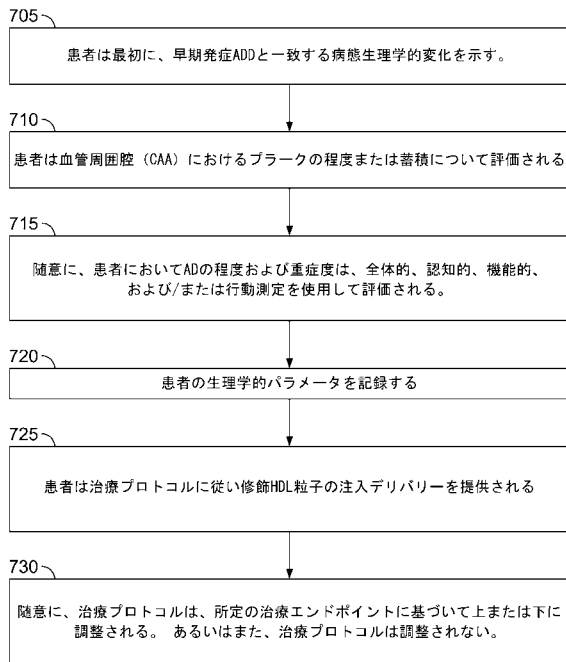 705
患者は最初に、早期発症ADDと一致する病態生理学的変化を示す。
710
患者は血管周囲腔（CAA）におけるプラークの程度または蓄積について評価される
715
随意に、患者においてADの程度および重症度は、全体的、認知的、機能的、
および/または行動測定を使用して評価される。
720
患者の生理学的パラメータを記録する
725
患者は治療プロトコルに従い修飾HDL粒子の注入デリバリーを提供される
730
随意に、治療プロトコルは、所定の治療エンドポイントに基づいて上または下に
調整される。 あるいはまた、治療プロトコルは調整されない。